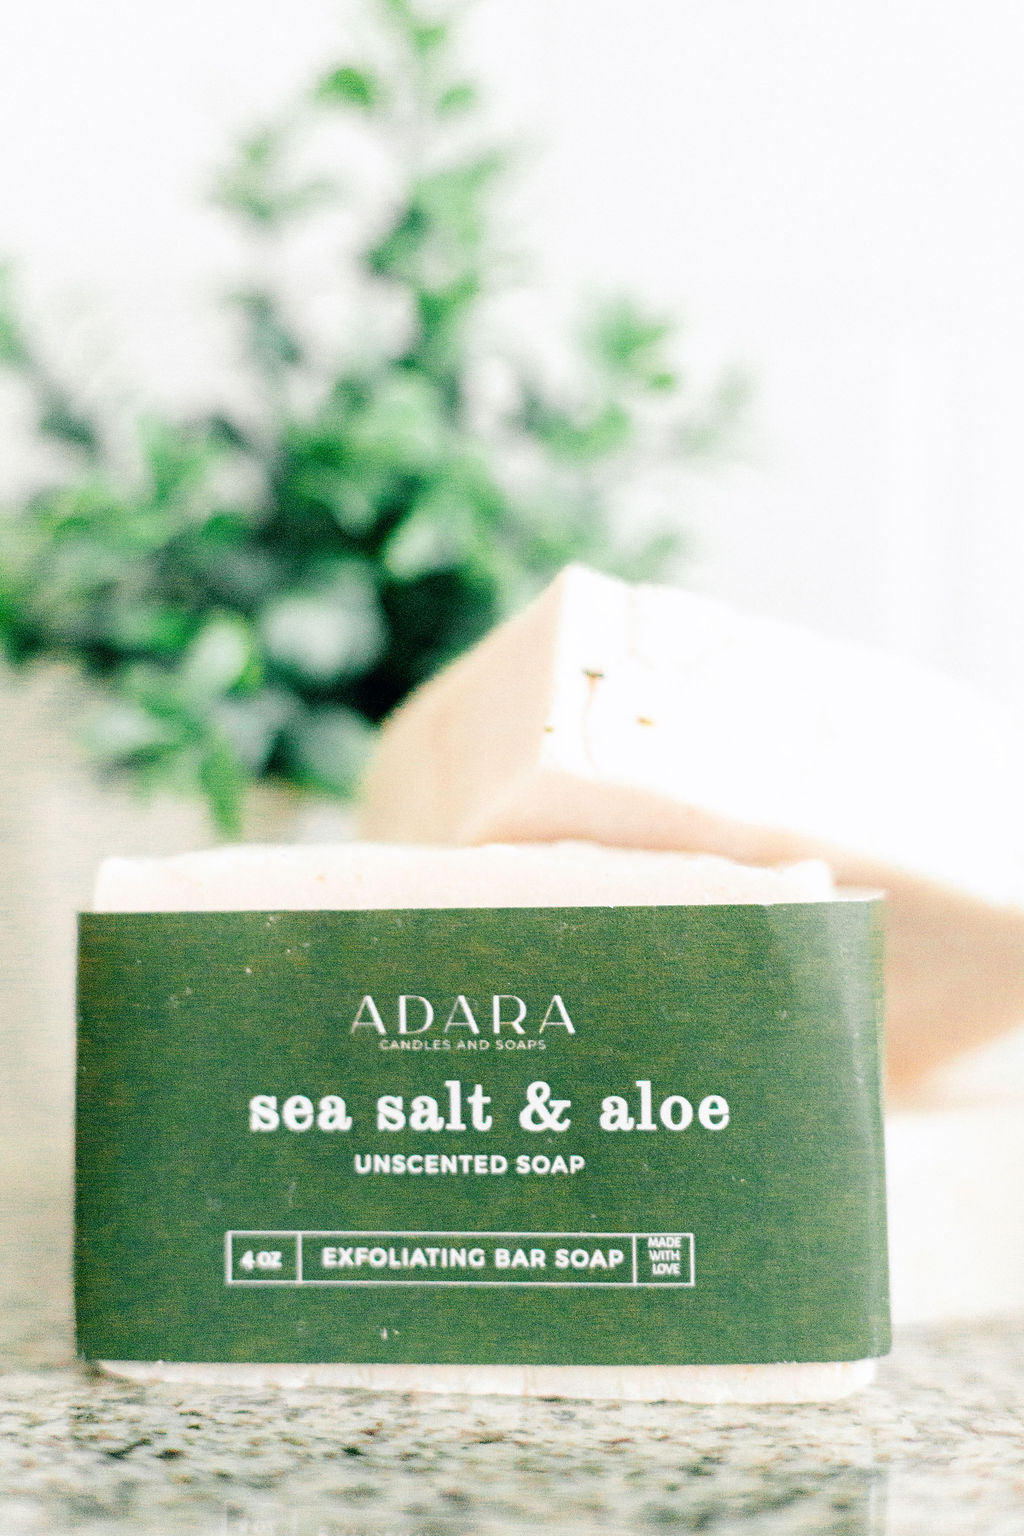 ADARA
CANDLES AND SOAPS
sea salt & aloe
UNSCENTED SOAP
4 OZ
EXFOLIATING BAR SOAP
MADE
WITH
LOVE